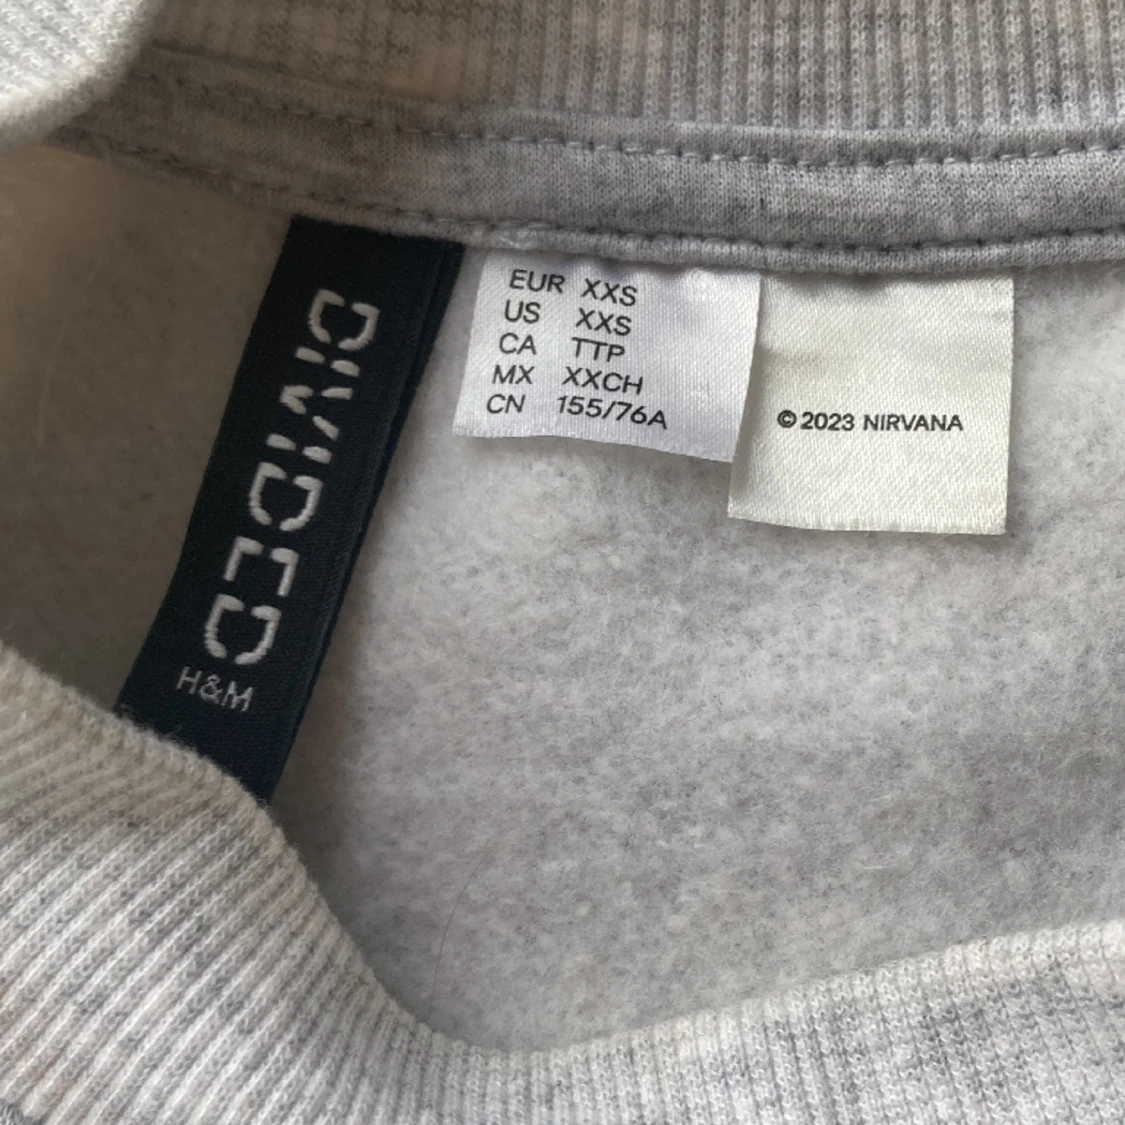 DIVIDED
H&M
EUR XXS
US XXS
CA TTP
MX XXCH
CN 155/76A
© 2023 NIRVANA